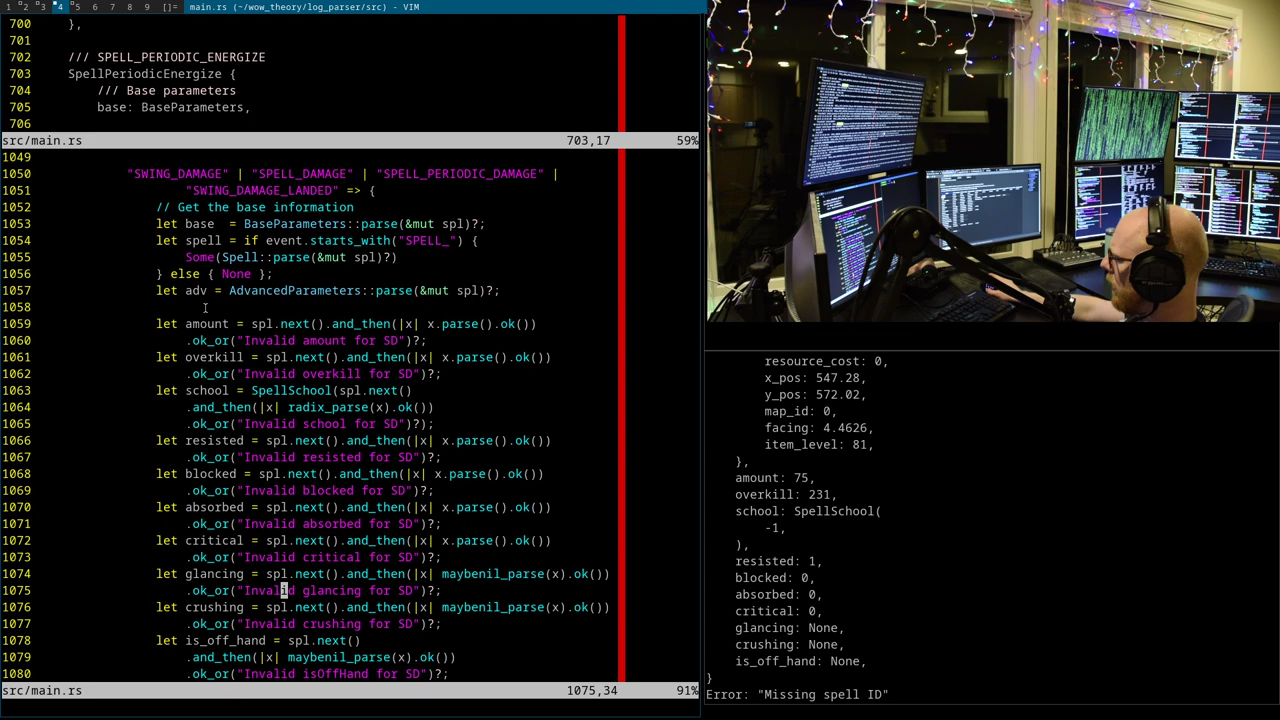 1 2 3 4 5 6 7 8 9 []= main.rs (~/wow_theory/log_parser/src) - VIM
700     },
701
702     /// SPELL_PERIODIC_ENERGIZE
703     SpellPeriodicEnergize {
704         /// Base parameters
705         base: BaseParameters,
706
src/main.rs 703,17 59%
1049
1050             "SWING_DAMAGE" | "SPELL_DAMAGE" | "SPELL_PERIODIC_DAMAGE" |
1051                     "SWING_DAMAGE_LANDED" => {
1052                 // Get the base information
1053                 let base  = BaseParameters::parse(&mut spl)?;
1054                 let spell = if event.starts_with("SPELL_") {
1055                     Some(Spell::parse(&mut spl)?)
1056                 } else { None };
1057                 let adv = AdvancedParameters::parse(&mut spl)?;
1058
1059                 let amount = spl.next().and_then(|x| x.parse().ok())
1060                     .ok_or("Invalid amount for SD")?;
1061                 let overkill = spl.next().and_then(|x| x.parse().ok())
1062                     .ok_or("Invalid overkill for SD")?;
1063                 let school = SpellSchool(spl.next()
1064                     .and_then(|x| radix_parse(x).ok())
1065                     .ok_or("Invalid school for SD")?);
1066                 let resisted = spl.next().and_then(|x| x.parse().ok())
1067                     .ok_or("Invalid resisted for SD")?;
1068                 let blocked = spl.next().and_then(|x| x.parse().ok())
1069                     .ok_or("Invalid blocked for SD")?;
1070                 let absorbed = spl.next().and_then(|x| x.parse().ok())
1071                     .ok_or("Invalid absorbed for SD")?;
1072                 let critical = spl.next().and_then(|x| x.parse().ok())
1073                     .ok_or("Invalid critical for SD")?;
1074                 let glancing = spl.next().and_then(|x| maybenil_parse(x).ok())
1075                     .ok_or("Invalid glancing for SD")?;
1076                 let crushing = spl.next().and_then(|x| maybenil_parse(x).ok())
1077                     .ok_or("Invalid crushing for SD")?;
1078                 let is_off_hand = spl.next()
1079                     .and_then(|x| maybenil_parse(x).ok())
1080                     .ok_or("Invalid isOffHand for SD")?;
src/main.rs 1075,34 91%
resource_cost: 0,
x_pos: 547.28,
y_pos: 572.02,
map_id: 0,
facing: 4.4626,
item_level: 81,
},
amount: 75,
overkill: 231,
school: SpellSchool(
-1,
),
resisted: 1,
blocked: 0,
absorbed: 0,
critical: 0,
glancing: None,
crushing: None,
is_off_hand: None,
}
Error: "Missing spell ID"